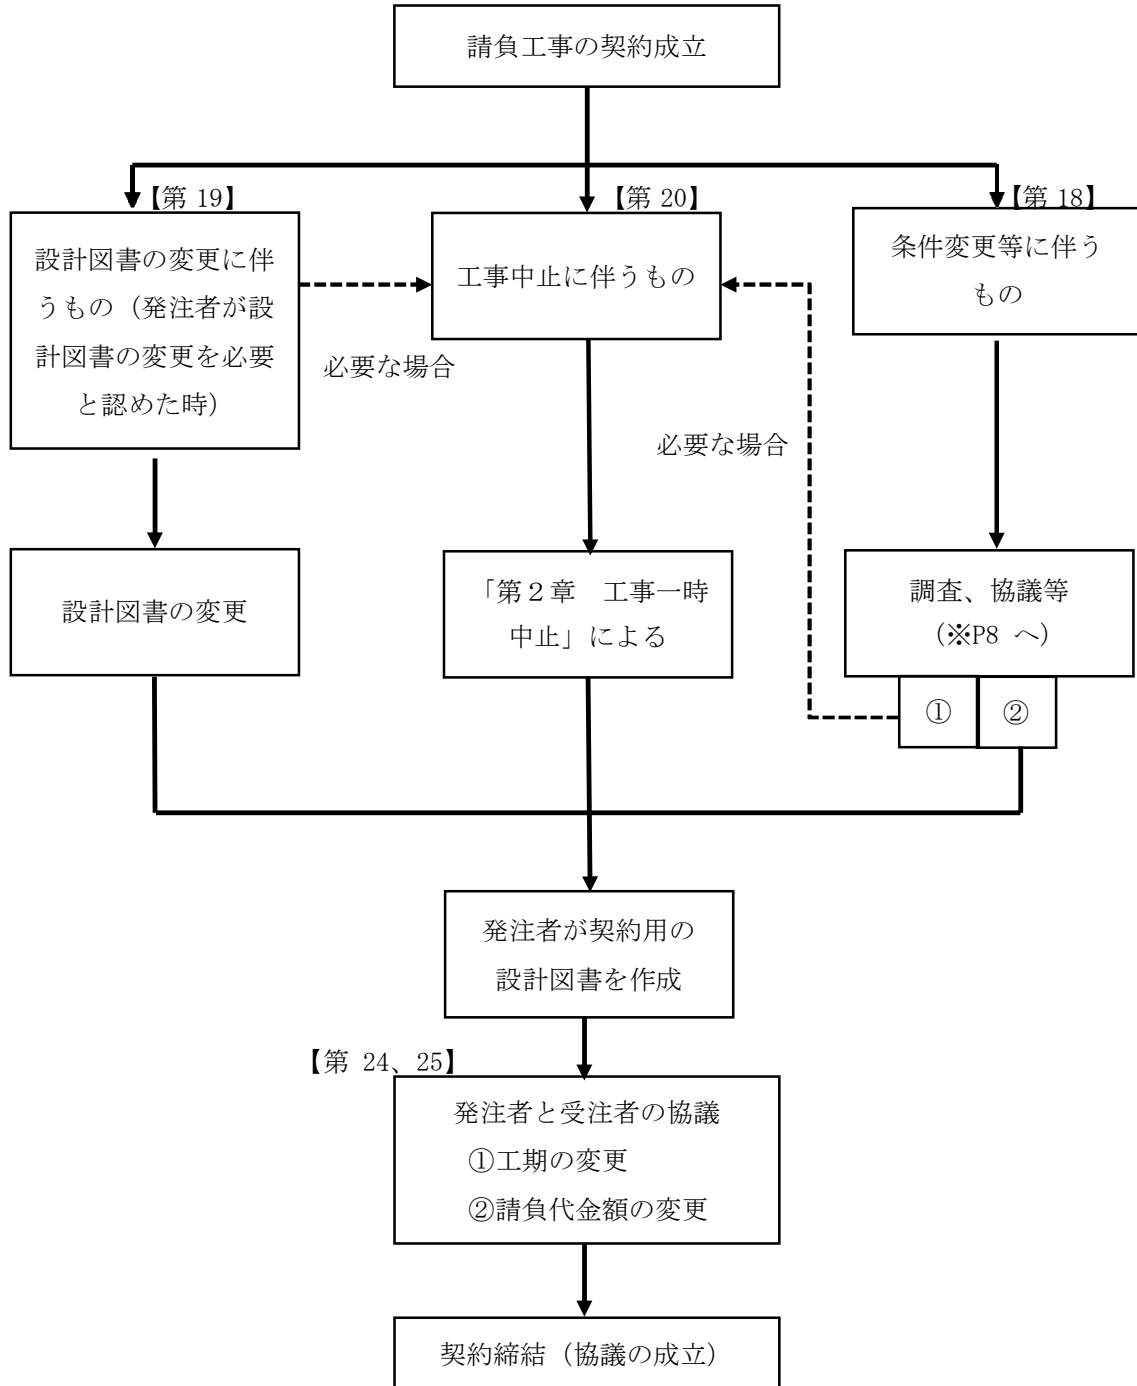 請負工事の契約成立
【第 19】
設計図書の変更に伴
うもの（発注者が設
計図書の変更を必要
と認めた時）
【第 20】
工事中止に伴うもの
【第 18】
条件変更等に伴う
もの
必要な場合
必要な場合
設計図書の変更
「第２章　工事一時
中止」による
調査、協議等
（※P8 へ）
①
②
発注者が契約用の
設計図書を作成
【第 24、25】
発注者と受注者の協議
①工期の変更
②請負代金額の変更
契約締結（協議の成立）